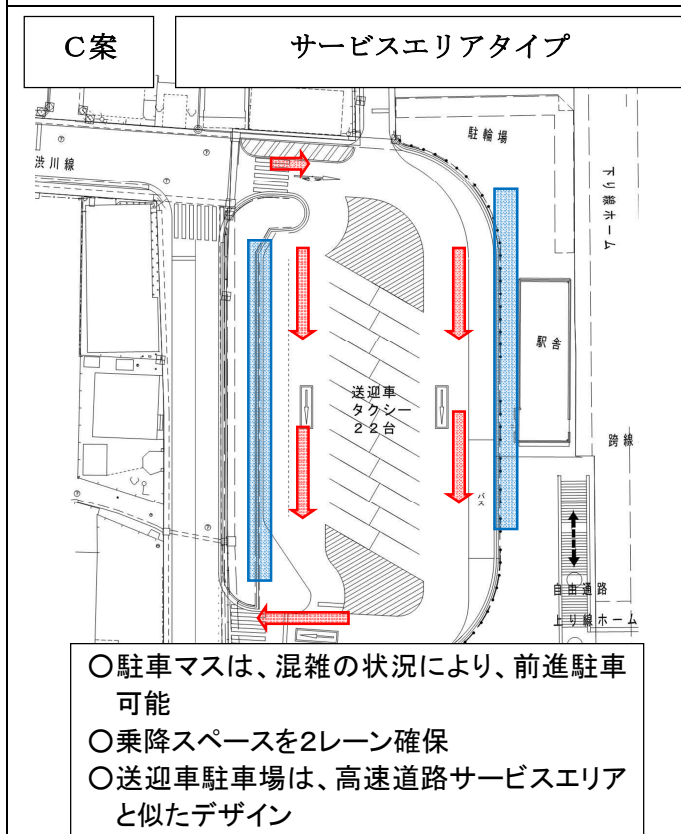 C案
サービスエリアタイプ
渋川線
駐輪場
下り線ホーム
駅舎
送迎車
タクシー
22台
跨線
バス
自由通路
上り線ホーム
〇駐車マスは、混雑の状況により、前進駐車
可能
〇乗降スペースを2レーン確保
〇送迎車駐車場は、高速道路サービスエリア
と似たデザイン